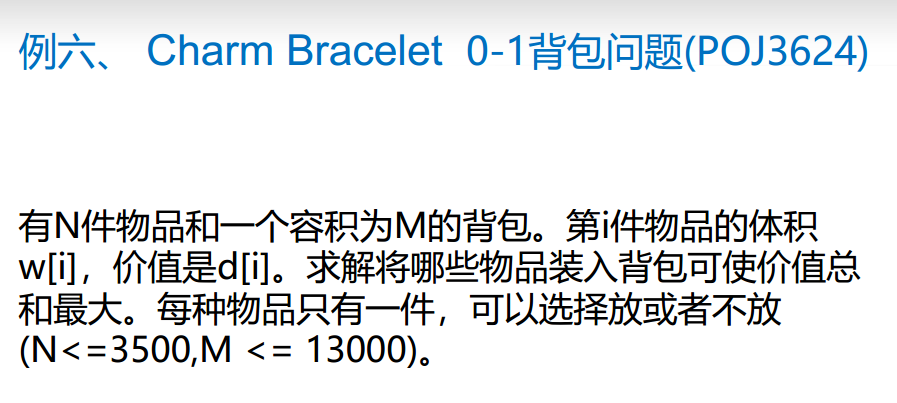 例六、 Charm Bracelet 0-1背包问题(POJ3624)
有N件物品和一个容积为M的背包。第i件物品的体积
w[i]，价值是d[i]。求解将哪些物品装入背包可使价值总
和最大。每种物品只有一件，可以选择放或者不放
(N<=3500,M <= 13000)。